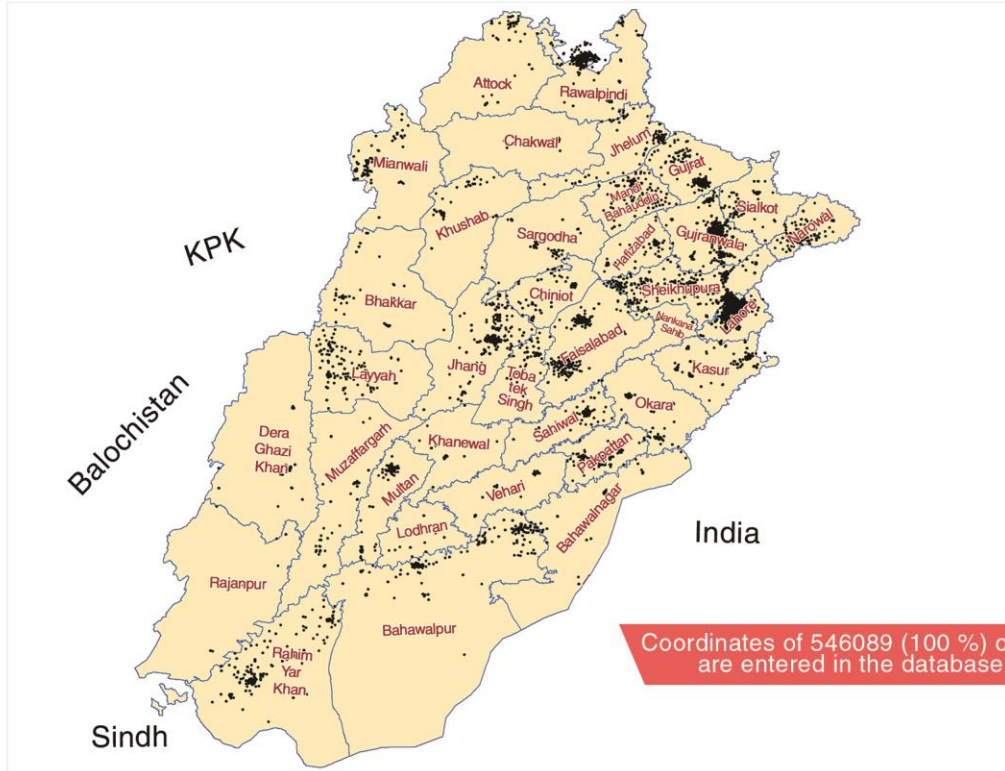 Attock
Rawalpindi
Chakwal
Jhelum
Mianwali
Gujrat
Mandi
Bahauddin
Sialkot
Khushab
Narowal
Sargodha
Hafizabad
Gujranwala
KPK
Chiniot
Sheikhupura
Bhakkar
Lahore
Nankana
Sahib
Faisalabad
Jhang
Layyah
Toba
tek
Singh
Kasur
Okara
Balochistan
Dera
Ghazi
Khan
Muzaffargarh
Khanewal
Sahiwal
Pakpattan
Multan
Vehari
Lodhran
Bahawalnagar
India
Rajanpur
Bahawalpur
Rahim
Yar
Khan
Sindh
Coordinates of 546089 (100 %) c
are entered in the database